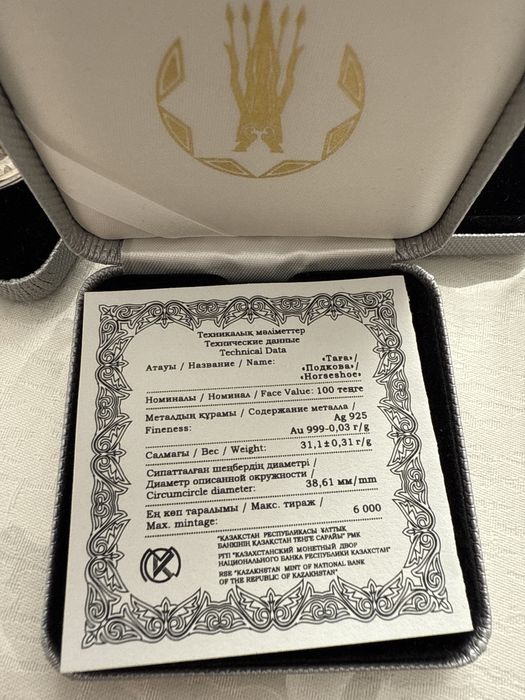 Техникалық мәліметтер
Технические данные
Technical Data
Атауы / Название / Name: «Таға»/
«Подкова»/
«Horseshoe»
Номиналы / Номинал / Face Value: 100 теңге
Металдың құрамы / Содержание металла /
Fineness: Ag 925
Au 999-0,03 г/g
Салмағы / Вес / Weight: 31,1±0,31 г/g
Сипатталған шеңбердің диаметрі /
Диаметр описанной окружности /
Circumcircle diameter: 38,61 мм/mm
Ең көп таралымы / Макс. тираж /
Max. mintage: 6 000
"ҚАЗАҚСТАН РЕСПУБЛИКАСЫ ҰЛТТЫҚ
БАНКІНІҢ ҚАЗАҚСТАН ТЕҢГЕ САРАЙЫ" РМК
РГП "КАЗАХСТАНСКИЙ МОНЕТНЫЙ ДВОР
НАЦИОНАЛЬНОГО БАНКА РЕСПУБЛИКИ КАЗАХСТАН"
RSE "KAZAKHSTAN MINT OF NATIONAL BANK
OF THE REPUBLIC OF KAZAKHSTAN"